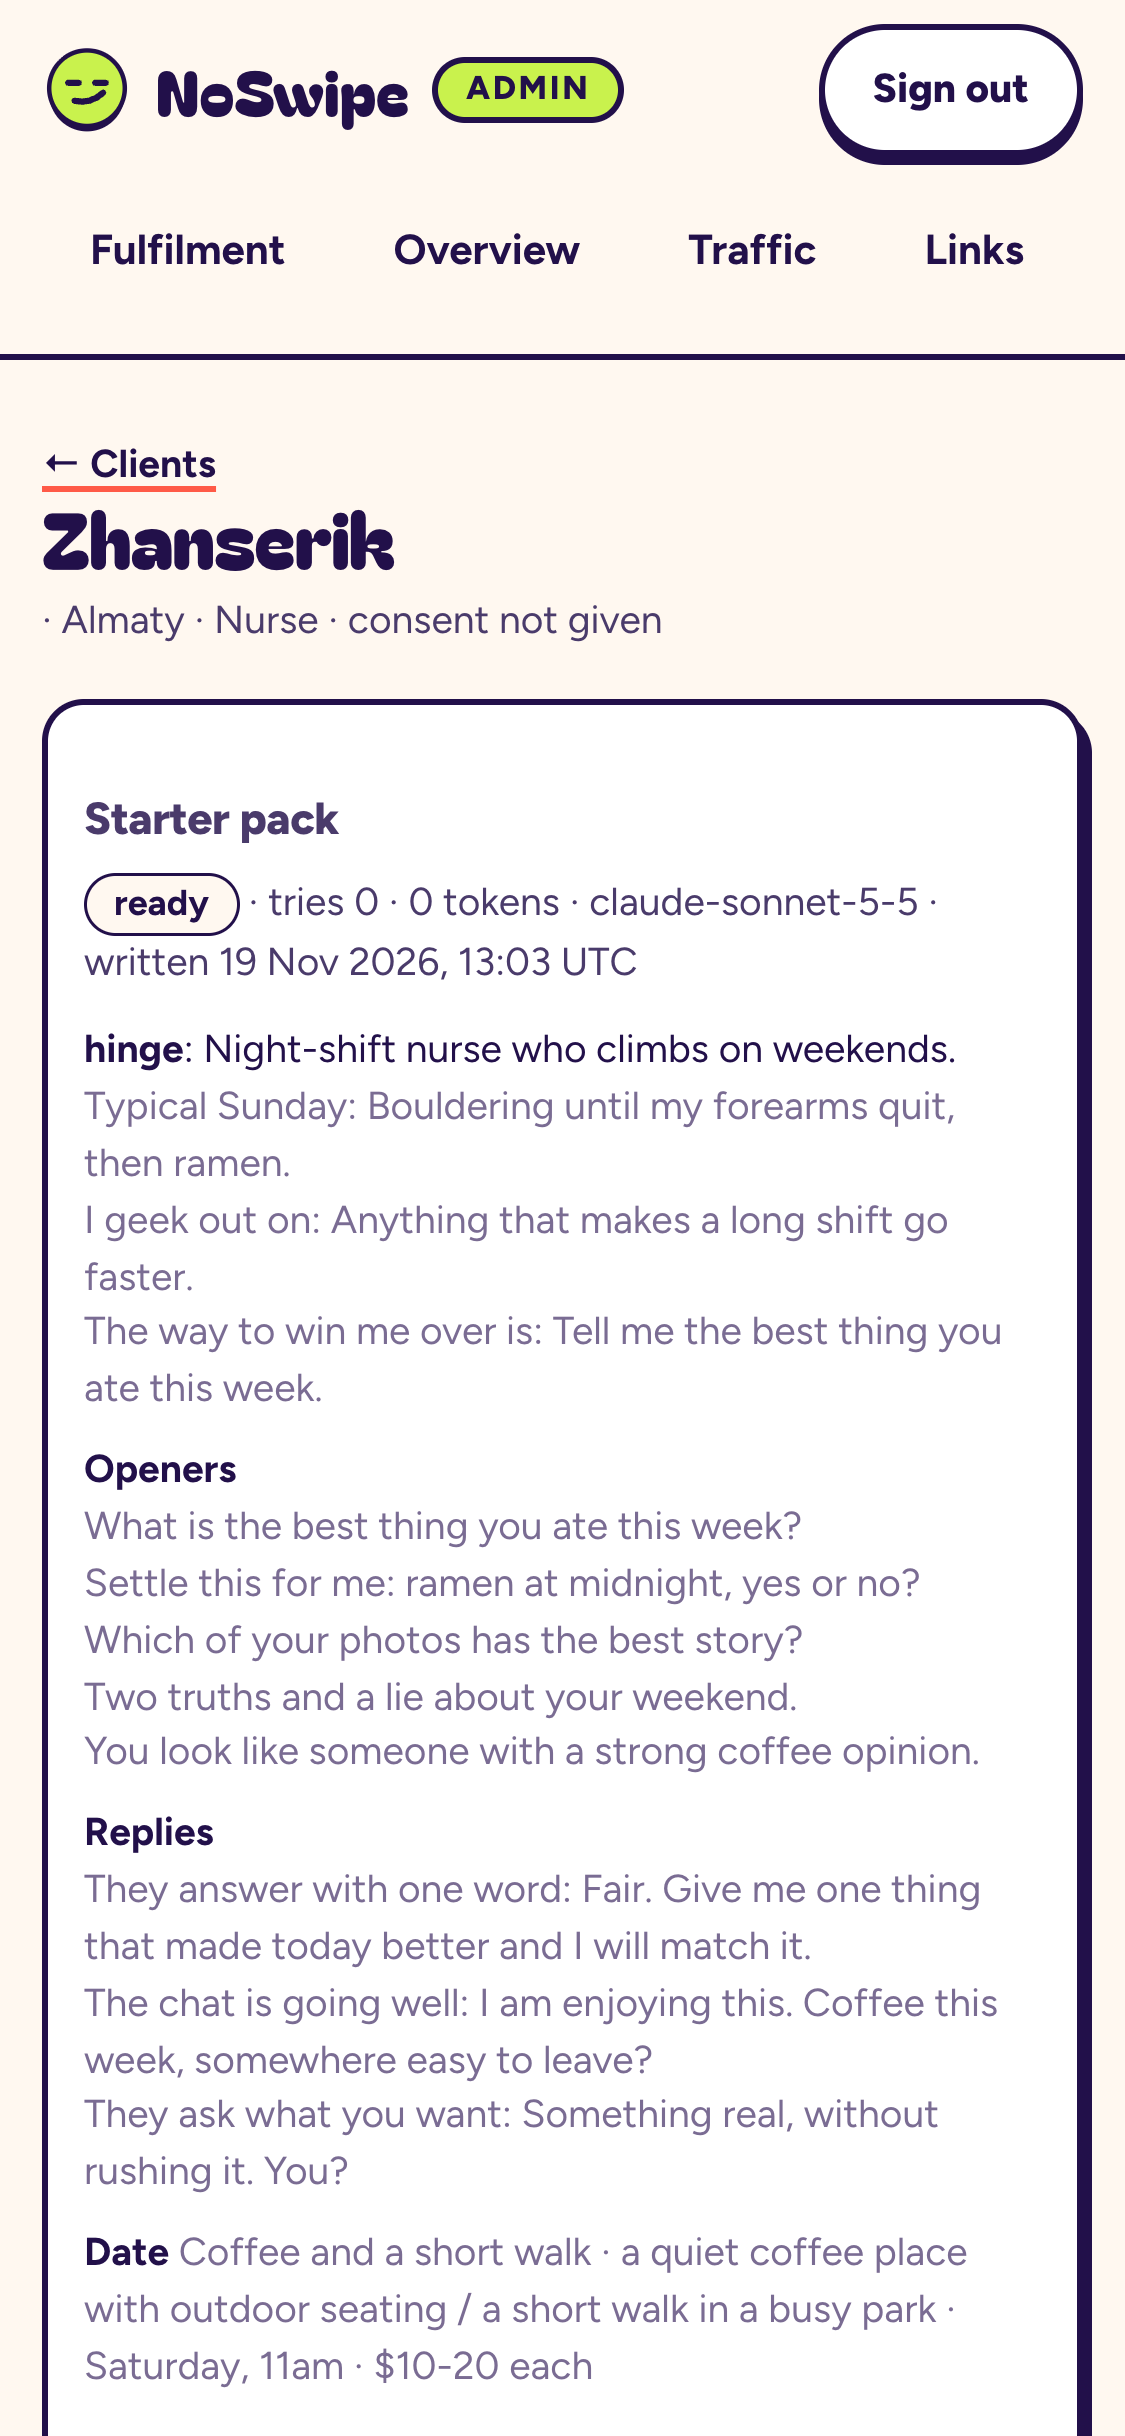 NoSwipe ADMIN Sign out
Fulfilment Overview Traffic Links
← Clients
Zhanserik
· Almaty · Nurse · consent not given
Starter pack
ready · tries 0 · 0 tokens · claude-sonnet-5-5 ·
written 19 Nov 2026, 13:03 UTC
hinge: Night-shift nurse who climbs on weekends.
Typical Sunday: Bouldering until my forearms quit,
then ramen.
I geek out on: Anything that makes a long shift go
faster.
The way to win me over is: Tell me the best thing you
ate this week.
Openers
What is the best thing you ate this week?
Settle this for me: ramen at midnight, yes or no?
Which of your photos has the best story?
Two truths and a lie about your weekend.
You look like someone with a strong coffee opinion.
Replies
They answer with one word: Fair. Give me one thing
that made today better and I will match it.
The chat is going well: I am enjoying this. Coffee this
week, somewhere easy to leave?
They ask what you want: Something real, without
rushing it. You?
Date Coffee and a short walk · a quiet coffee place
with outdoor seating / a short walk in a busy park ·
Saturday, 11am · $10-20 each